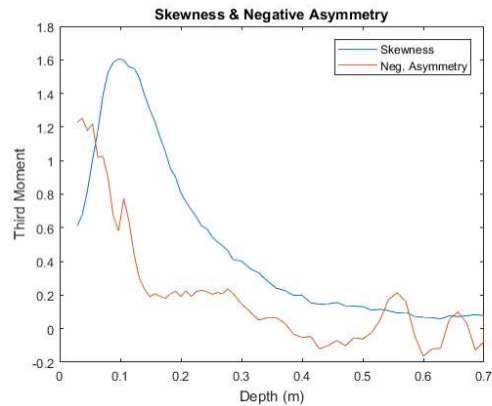 Skewness & Negative Asymmetry
1.8
1.6
1.4
1.2
1
0.8
0.6
0.4
0.2
0
-0.2
Third Moment
Skewness
Neg. Asymmetry
0 0.1 0.2 0.3 0.4 0.5 0.6 0.7
Depth (m)